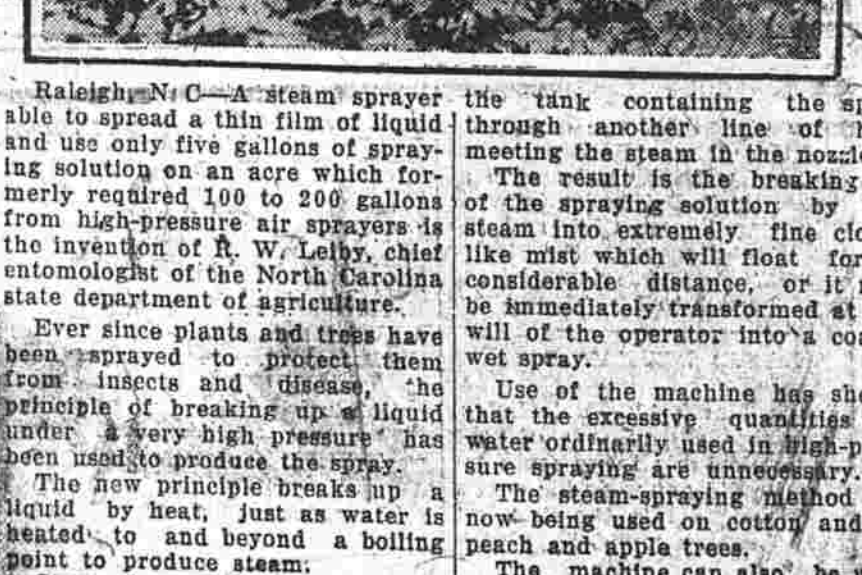 Raleigh, N. C—A steam sprayer
able to spread a thin film of liquid
and use only five gallons of spray-
ing solution on an acre which for-
merly required 100 to 200 gallons
from high-pressure air sprayers is
the invention of R. W. Leiby, chief
entomologist of the North Carolina
state department of agriculture.
Ever since plants and trees have
been sprayed to protect them
from insects and disease, the
principle of breaking up a liquid
under a very high pressure has
been used to produce the spray.
The new principle breaks up a
liquid by heat, just as water is
heated to and beyond a boiling
point to produce steam.
the tank containing the
through another line of
meeting the steam in the
The result is the breaking
of the spraying solution by
steam into extremely fine
like mist which will float for
considerable distance, or it
be immediately transformed at
will of the operator into a
wet spray.
Use of the machine has
that the excessive quantities
water ordinarily used in
sure spraying are unnecessary.
The steam-spraying method
now being used on cotton and
peach and apple trees.
The machine can also be